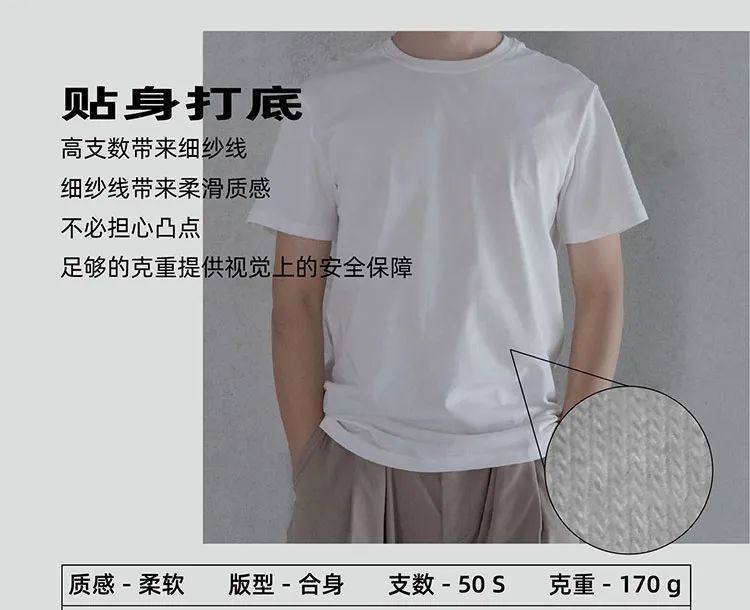 贴身打底
高支数带来细纱线
细纱线带来柔滑质感
不必担心凸点
足够的克重提供视觉上的安全保障
质感 - 柔软 版型 - 合身 支数 - 50 S 克重 - 170 g